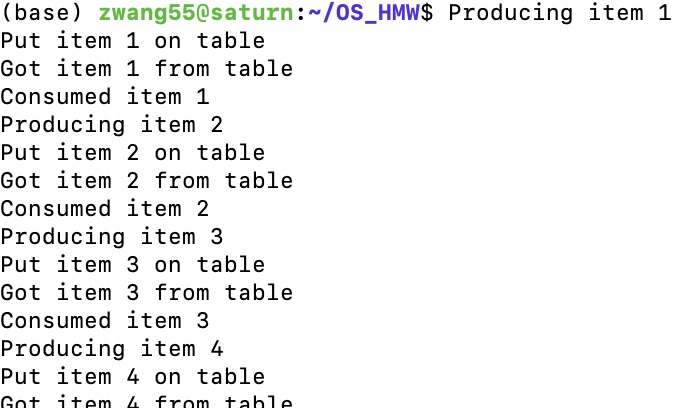 (base) zwang55@saturn:~/OS_HMW$ Producing item 1
Put item 1 on table
Got item 1 from table
Consumed item 1
Producing item 2
Put item 2 on table
Got item 2 from table
Consumed item 2
Producing item 3
Put item 3 on table
Got item 3 from table
Consumed item 3
Producing item 4
Put item 4 on table
Got item 4 from table